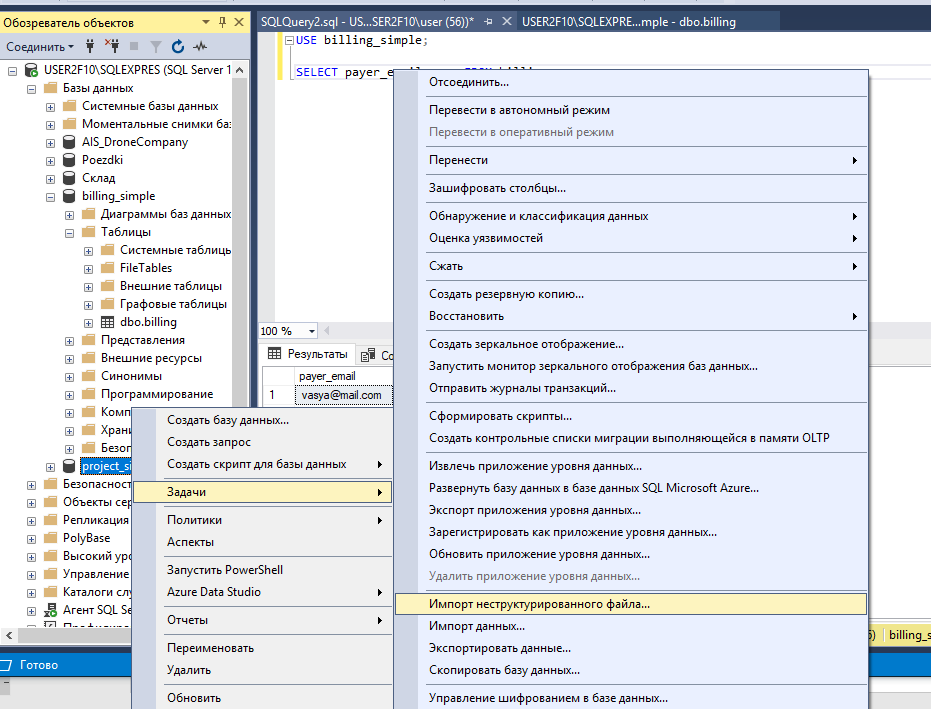 Обозреватель объектов
Соединить
USER2F10\SQLEXPRES (SQL Server 1
Базы данных
Системные базы данных
Моментальные снимки баз
AIS_DroneCompany
Poezdki
Склад
billing_simple
Диаграммы баз данных
Таблицы
Системные таблицы
FileTables
Внешние таблицы
Графовые таблицы
dbo.billing
Представления
Внешние ресурсы
Синонимы
Программирование
Комп
Храни
Безоп
project_si
Безопасност
Объекты сер
Репликация
PolyBase
Высокий уро
Управление
Каталоги слу
Агент SQL Se
Готово
SQLQuery2.sql - US...SER2F10\user (56))*
USER2F10\SQLEXPRE...mple - dbo.billing
USE billing_simple;
SELECT payer_e
100 %
Результаты
Со
payer_email
1 vasya@mail.com
billing_s
Создать базу данных...
Создать запрос
Создать скрипт для базы данных
Задачи
Политики
Аспекты
Запустить PowerShell
Azure Data Studio
Отчеты
Переименовать
Удалить
Обновить
Отсоединить...
Перевести в автономный режим
Перевести в оперативный режим
Перенести
Зашифровать столбцы...
Обнаружение и классификация данных
Оценка уязвимостей
Сжать
Создать резервную копию...
Восстановить
Создать зеркальное отображение...
Запустить монитор зеркального отображения баз данных...
Отправить журналы транзакций...
Сформировать скрипты...
Создать контрольные списки миграции выполняющейся в памяти OLTP
Извлечь приложение уровня данных...
Развернуть базу данных в базе данных SQL Microsoft Azure...
Экспорт приложения уровня данных...
Зарегистрировать как приложение уровня данных...
Обновить приложение уровня данных...
Удалить приложение уровня данных...
Импорт неструктурированного файла...
Импорт данных...
Экспортировать данные...
Скопировать базу данных...
Управление шифрованием в базе данных...